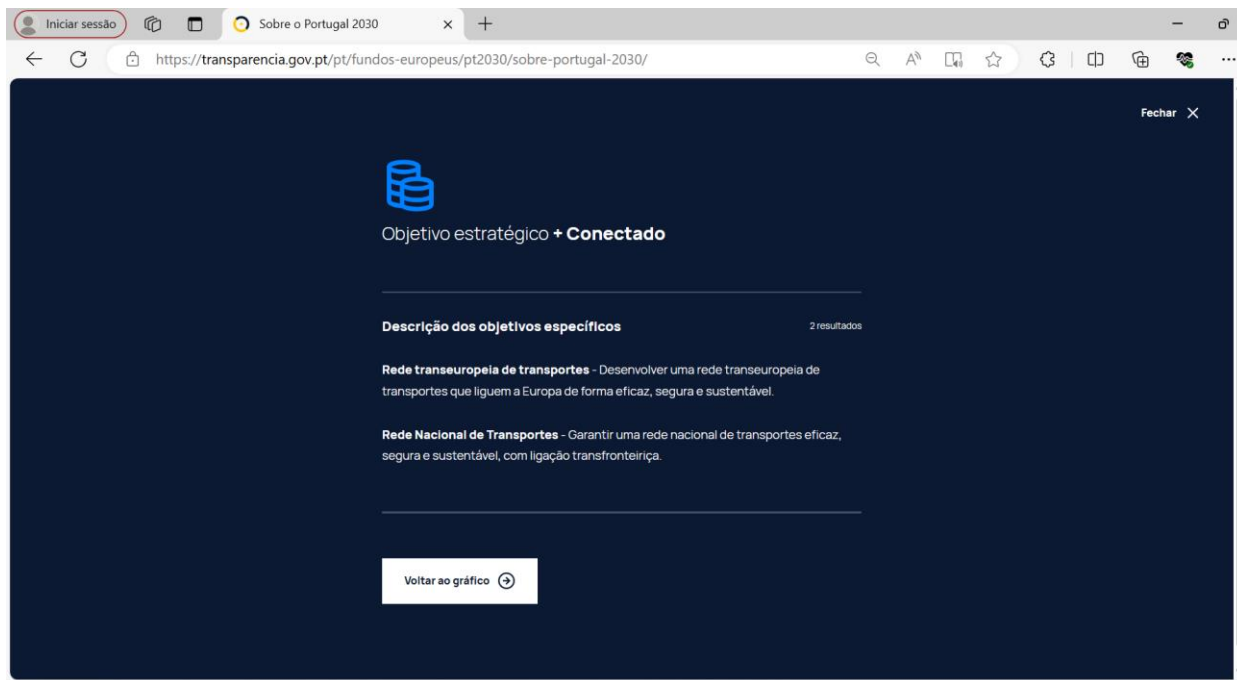 Iniciar sessão
Sobre o Portugal 2030
https://transparencia.gov.pt/pt/fundos-europeus/pt2030/sobre-portugal-2030/
Fechar
Objetivo estratégico + Conectado
Descrição dos objetivos específicos 2 resultados
Rede transeuropeia de transportes - Desenvolver uma rede transeuropeia de
transportes que liguem a Europa de forma eficaz, segura e sustentável.
Rede Nacional de Transportes - Garantir uma rede nacional de transportes eficaz,
segura e sustentável, com ligação transfronteiriça.
Voltar ao gráfico